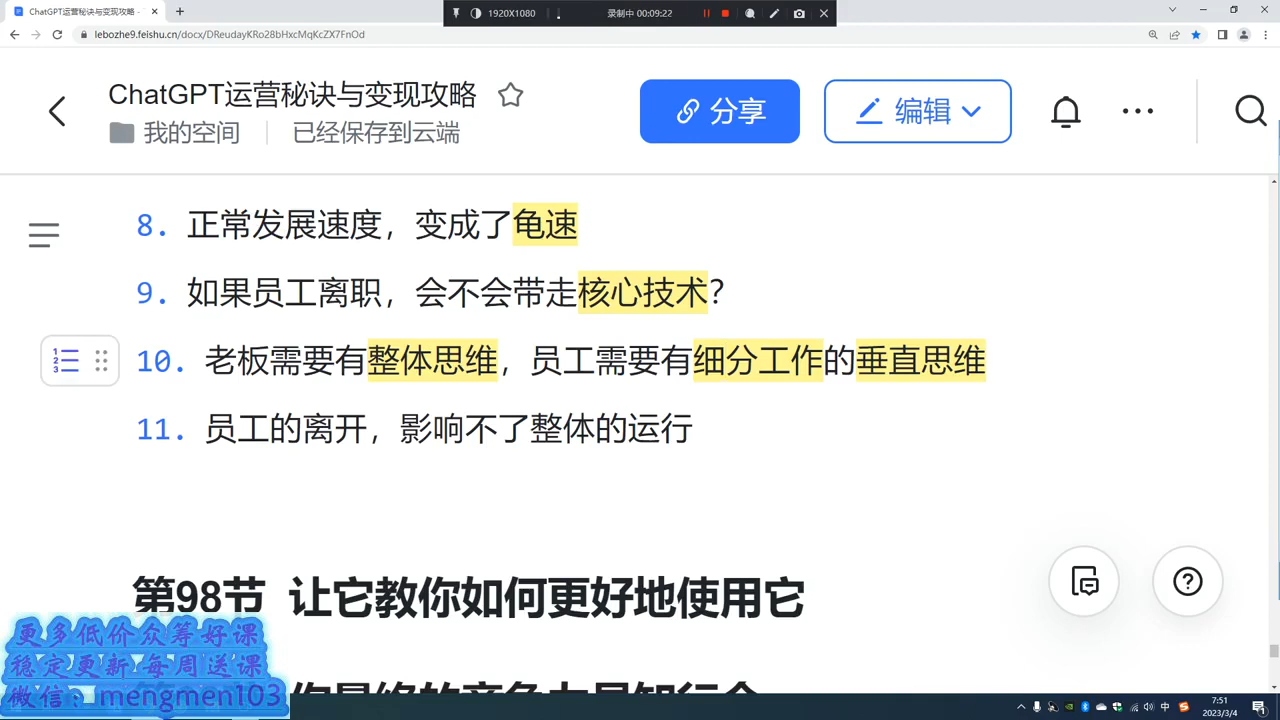 ChatGPT运营秘诀与变现攻略 -
1920X1080
录制中 00:09:22
lebozhe9.feishu.cn/docx/DReudayKRo28bHxcMqKcZX7FnOd
ChatGPT运营秘诀与变现攻略
我的空间
已经保存到云端
分享
编辑
8. 正常发展速度，变成了龟速
9. 如果员工离职，会不会带走核心技术？
10. 老板需要有整体思维，员工需要有细分工作的垂直思维
11. 员工的离开，影响不了整体的运行
第98节 让它教你如何更好地使用它
更多低价众筹好课
稳定更新 每周送课
微信：mengmen103
中
7:51
2023/3/4